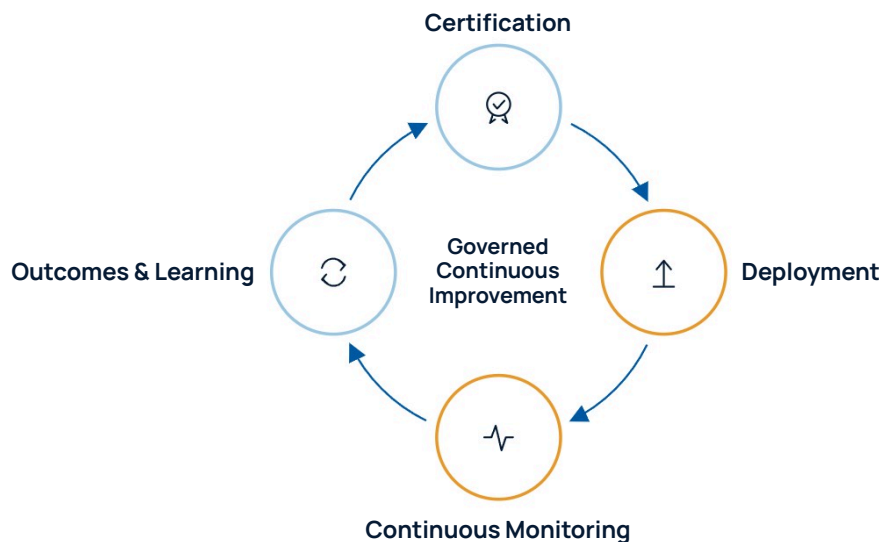 Certification
Outcomes & Learning
Governed
Continuous
Improvement
Deployment
Continuous Monitoring